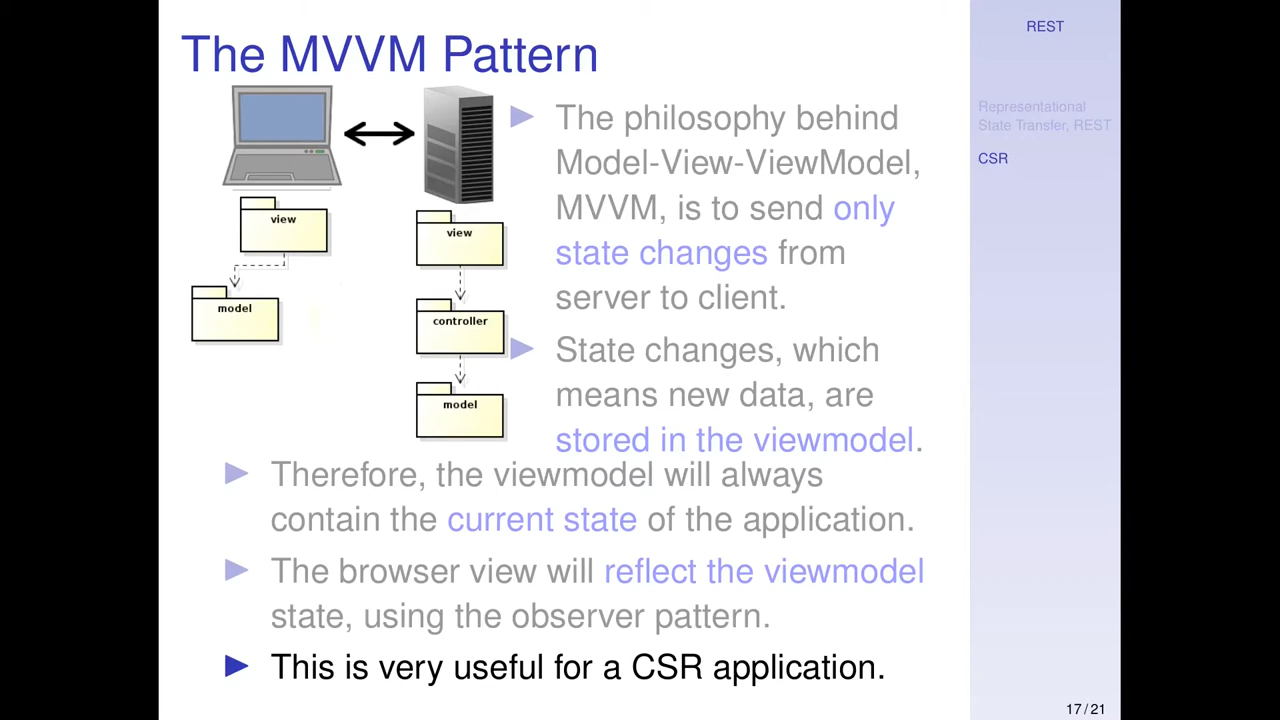 The MVVM Pattern
view
model
view
controller
model
The philosophy behind
Model-View-ViewModel,
MVVM, is to send only
state changes from
server to client.
State changes, which
means new data, are
stored in the viewmodel.
Therefore, the viewmodel will always
contain the current state of the application.
The browser view will reflect the viewmodel
state, using the observer pattern.
This is very useful for a CSR application.
REST
Representational
State Transfer, REST
CSR
17 / 21